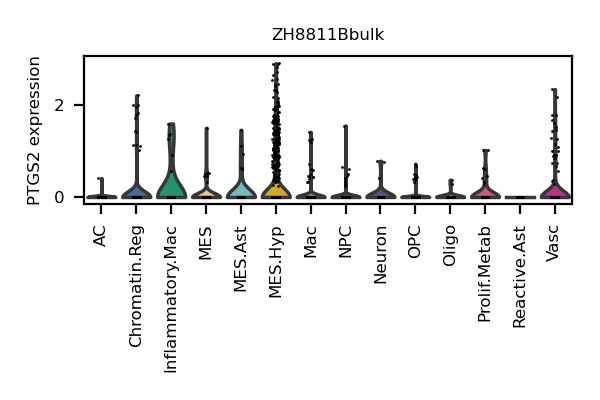 ZH8811Bbulk
PTGS2 expression
2
0
AC
Chromatin.Reg
Inflammatory.Mac
MES
MES.Ast
MES.Hyp
Mac
NPC
Neuron
OPC
Oligo
Prolif.Metab
Reactive.Ast
Vasc